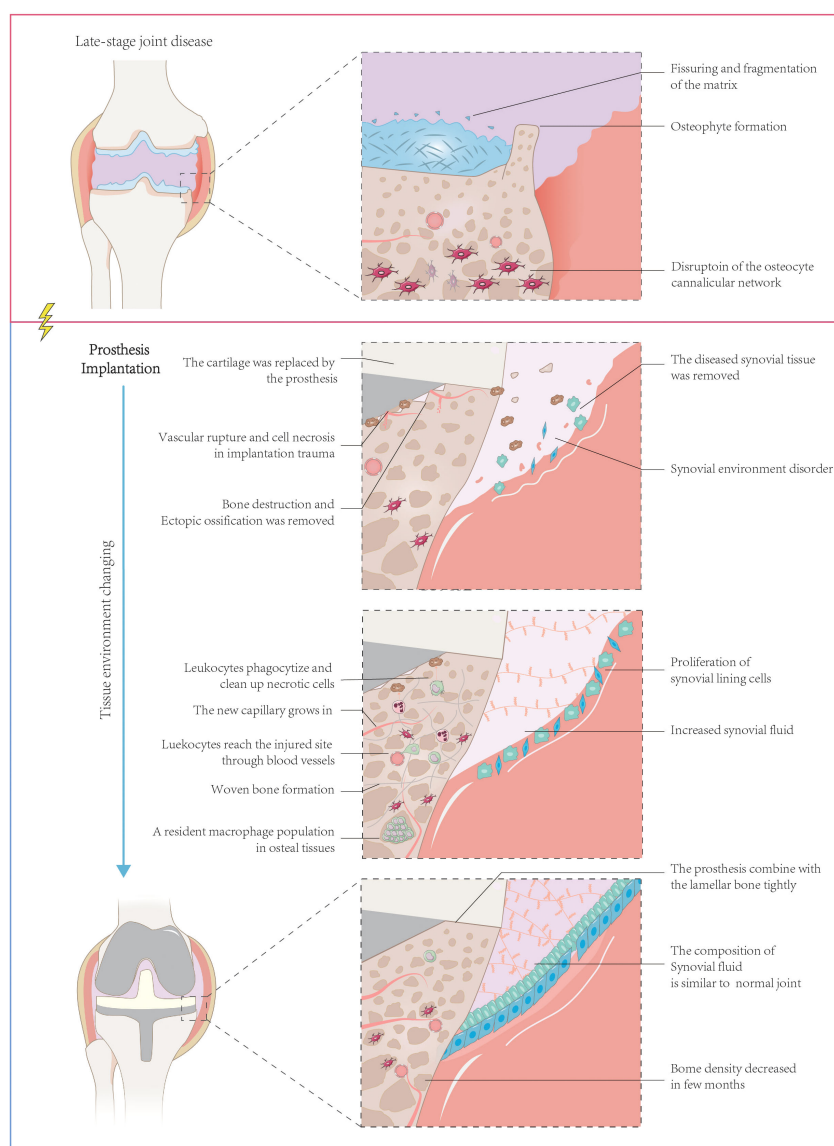 Late-stage joint disease
Fissuring and fragmentation
of the matrix
Osteophyte formation
Disruptoin of the osteocyte
cannalicular network
Prosthesis
Implantation
Tissue environment changing
The cartilage was replaced by
the prosthesis
Vascular rupture and cell necrosis
in implantation trauma
Bone destruction and
Ectopic ossification was removed
The diseased synovial tissue
was removed
Synovial environment disorder
Leukocytes phagocytize and
clean up necrotic cells
The new capillary grows in
Luekocytes reach the injured site
through blood vessels
Woven bone formation
A resident macrophage population
in osteal tissues
Proliferation of
synovial lining cells
Increased synovial fluid
The prosthesis combine with
the lamellar bone tightly
The composition of
Synovial fluid
is similar to normal joint
Bome density decreased
in few months